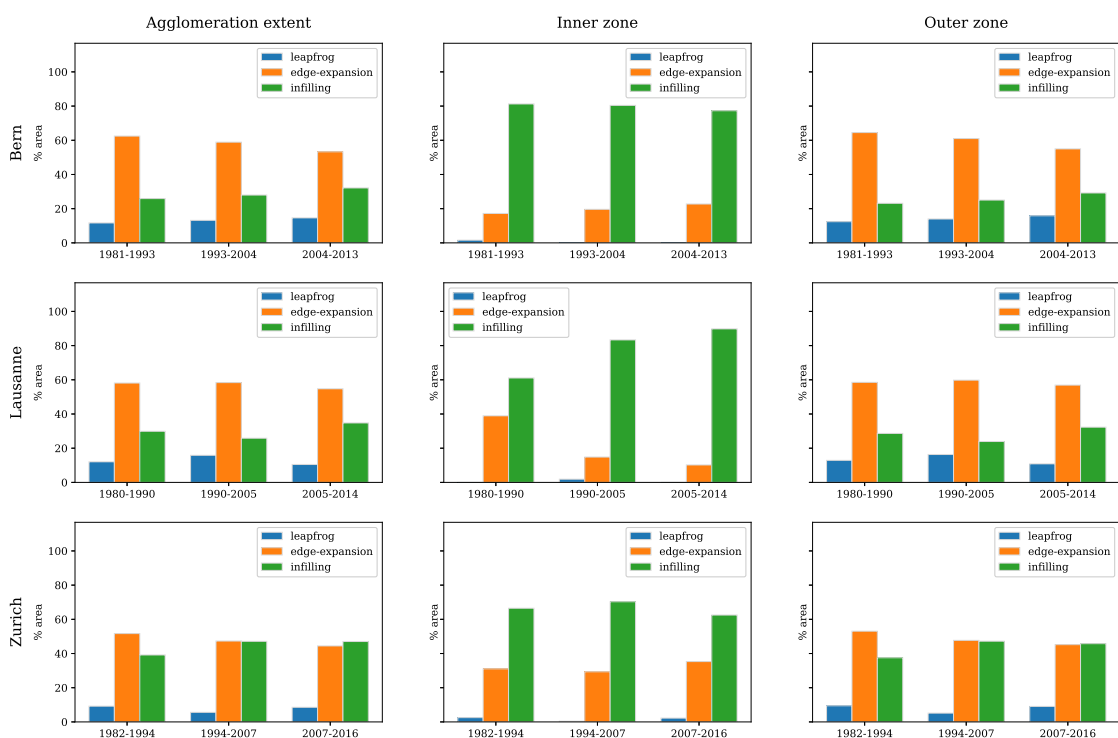 Agglomeration extent
Inner zone
Outer zone
Bern
% area
100
80
60
40
20
0
leapfrog
edge-expansion
infilling
1981-1993 1993-2004 2004-2013
% area
leapfrog
edge-expansion
infilling
1981-1993 1993-2004 2004-2013
% area
leapfrog
edge-expansion
infilling
1981-1993 1993-2004 2004-2013
Lausanne
% area
100
80
60
40
20
0
leapfrog
edge-expansion
infilling
1980-1990 1990-2005 2005-2014
% area
leapfrog
edge-expansion
infilling
1980-1990 1990-2005 2005-2014
% area
leapfrog
edge-expansion
infilling
1980-1990 1990-2005 2005-2014
Zurich
% area
100
80
60
40
20
0
leapfrog
edge-expansion
infilling
1982-1994 1994-2007 2007-2016
% area
leapfrog
edge-expansion
infilling
1982-1994 1994-2007 2007-2016
% area
leapfrog
edge-expansion
infilling
1982-1994 1994-2007 2007-2016